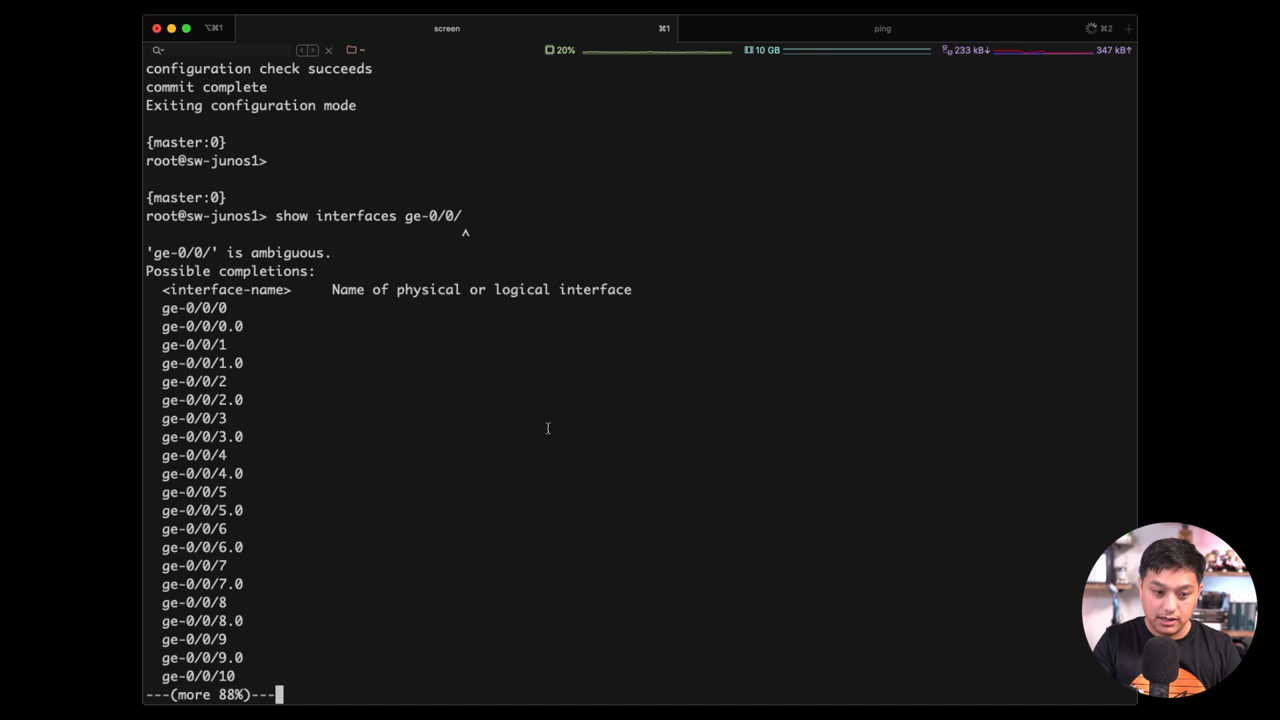 ⌥⌘1
screen
⌘1
ping
⌘2
20%
10 GB
233 kB↓
347 kB↑
configuration check succeeds
commit complete
Exiting configuration mode
{master:0}
root@sw-junos1>
{master:0}
root@sw-junos1> show interfaces ge-0/0/
^
'ge-0/0/' is ambiguous.
Possible completions:
<interface-name> Name of physical or logical interface
ge-0/0/0
ge-0/0/0.0
ge-0/0/1
ge-0/0/1.0
ge-0/0/2
ge-0/0/2.0
ge-0/0/3
ge-0/0/3.0
ge-0/0/4
ge-0/0/4.0
ge-0/0/5
ge-0/0/5.0
ge-0/0/6
ge-0/0/6.0
ge-0/0/7
ge-0/0/7.0
ge-0/0/8
ge-0/0/8.0
ge-0/0/9
ge-0/0/9.0
ge-0/0/10
---(more 88%)---